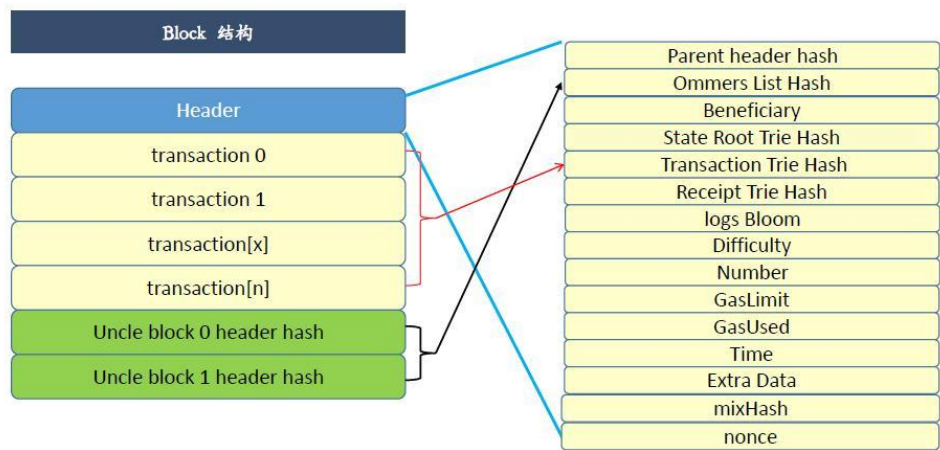 Block 结构
Header
transaction 0
transaction 1
transaction[x]
transaction[n]
Uncle block 0 header hash
Uncle block 1 header hash
Parent header hash
Ommers List Hash
Beneficiary
State Root Trie Hash
Transaction Trie Hash
Receipt Trie Hash
logs Bloom
Difficulty
Number
GasLimit
GasUsed
Time
Extra Data
mixHash
nonce